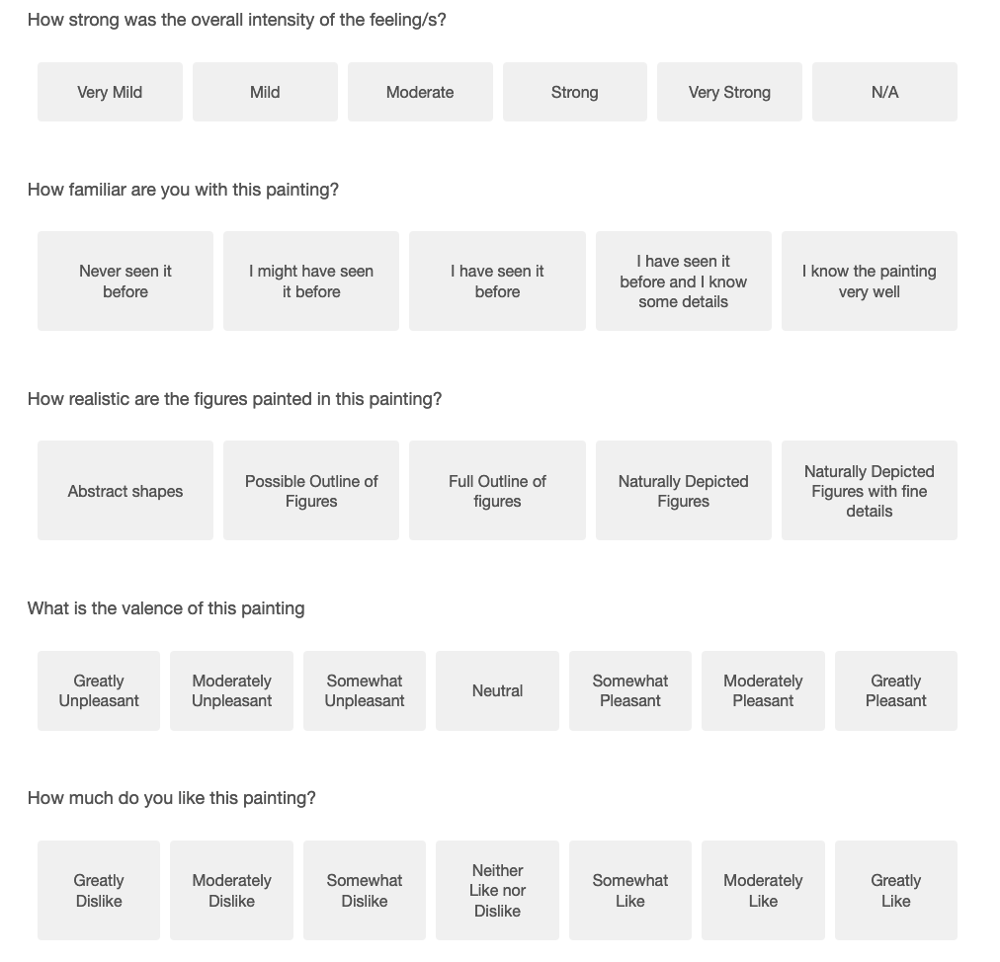 How strong was the overall intensity of the feeling/s?
Very Mild
Mild
Moderate
Strong
Very Strong
N/A
How familiar are you with this painting?
Never seen it
before
I might have seen
it before
I have seen it
before
I have seen it
before and I know
some details
I know the painting
very well
How realistic are the figures painted in this painting?
Abstract shapes
Possible Outline of
Figures
Full Outline of
figures
Naturally Depicted
Figures
Naturally Depicted
Figures with fine
details
What is the valence of this painting
Greatly
Unpleasant
Moderately
Unpleasant
Somewhat
Unpleasant
Neutral
Somewhat
Pleasant
Moderately
Pleasant
Greatly
Pleasant
How much do you like this painting?
Greatly
Dislike
Moderately
Dislike
Somewhat
Dislike
Neither
Like nor
Dislike
Somewhat
Like
Moderately
Like
Greatly
Like